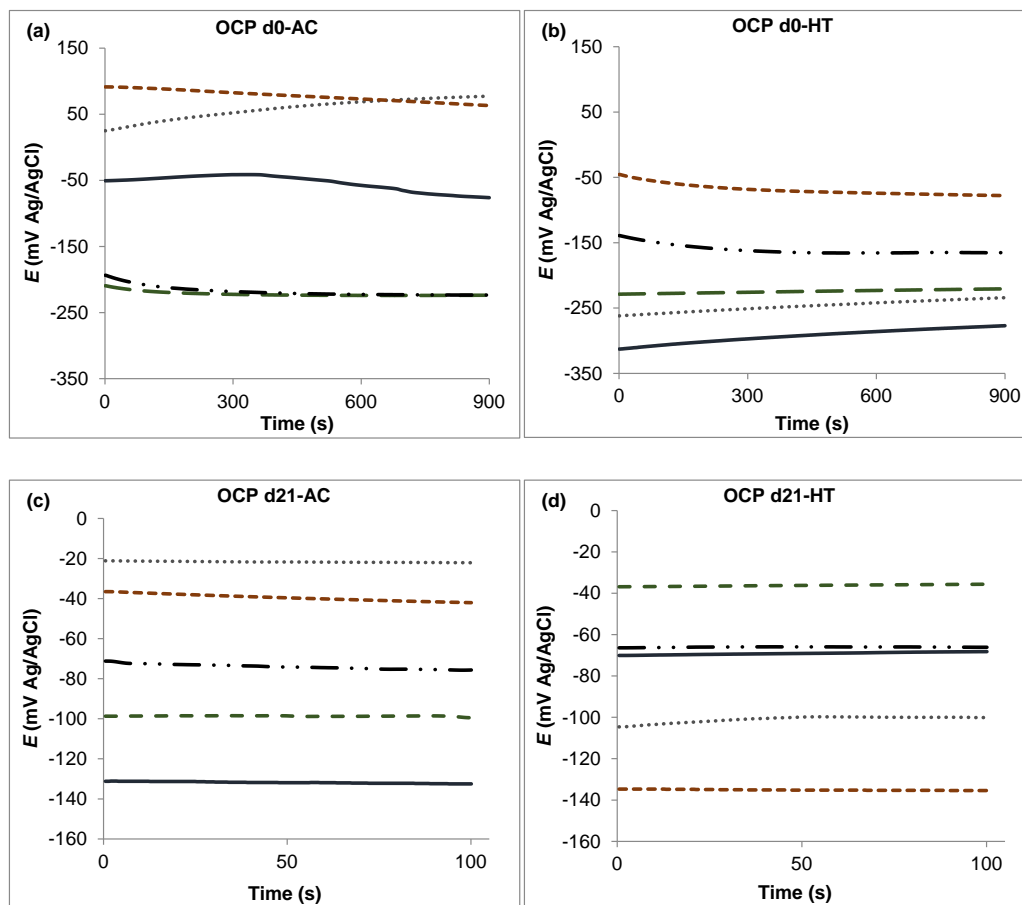 (a)
OCP d0-AC
150
50
-50
-150
-250
-350
E (mV Ag/AgCl)
0 300 600 900
Time (s)
(b)
OCP d0-HT
150
50
-50
-150
-250
-350
E (mV Ag/AgCl)
0 300 600 900
Time (s)
(c)
OCP d21-AC
0
-20
-40
-60
-80
-100
-120
-140
-160
E (mV Ag/AgCl)
0 50 100
Time (s)
(d)
OCP d21-HT
0
-20
-40
-60
-80
-100
-120
-140
-160
E (mV Ag/AgCl)
0 50 100
Time (s)